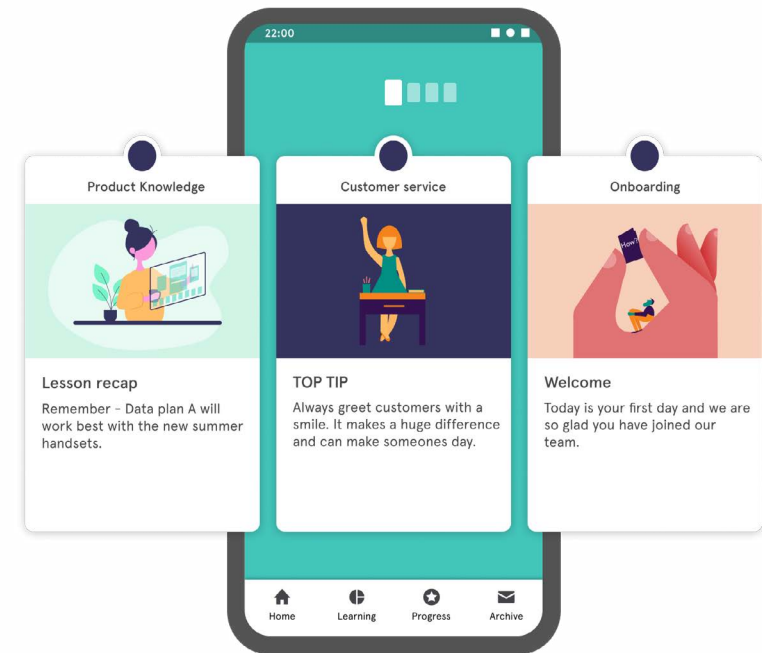 22:00
Product Knowledge
How?
Lesson recap
Remember - Data plan A will
work best with the new summer
handsets.
Customer service
TOP TIP
Always greet customers with a
smile. It makes a huge difference
and can make someones day.
Onboarding
Welcome
Today is your first day and we are
so glad you have joined our
team.
Home
Learning
Progress
Archive